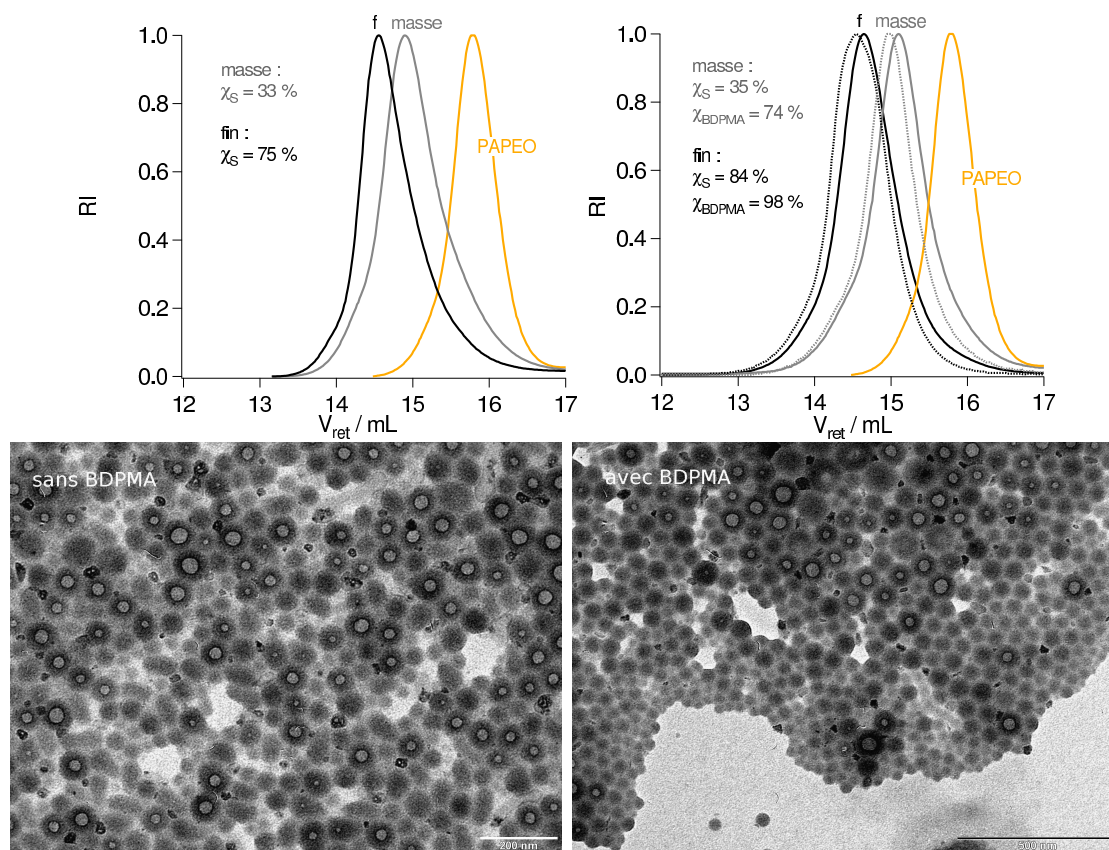 f masse
1.0
0.8
0.6
0.4
0.2
0.0
RI
masse :
χS = 33 %
fin :
χS = 75 %
PAPEO
12 13 14 15 16 17
Vret / mL
f masse
1.0
0.8
0.6
0.4
0.2
0.0
RI
masse :
χS = 35 %
χBDPMA = 74 %
fin :
χS = 84 %
χBDPMA = 98 %
PAPEO
12 13 14 15 16 17
Vret / mL
sans BDPMA
200 nm
avec BDPMA
500 nm